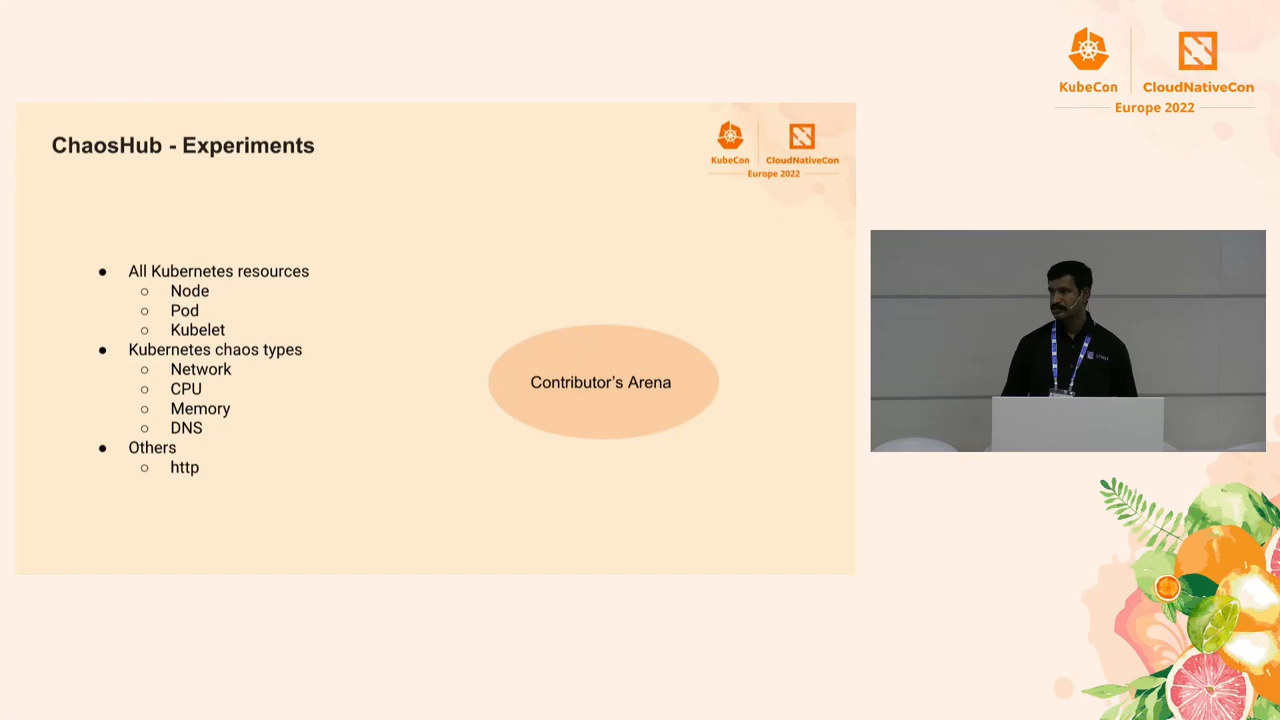 KubeCon
CloudNativeCon
Europe 2022
ChaosHub - Experiments
KubeCon
CloudNativeCon
Europe 2022
● All Kubernetes resources
○ Node
○ Pod
○ Kubelet
● Kubernetes chaos types
○ Network
○ CPU
○ Memory
○ DNS
● Others
○ http
Contributor's Arena